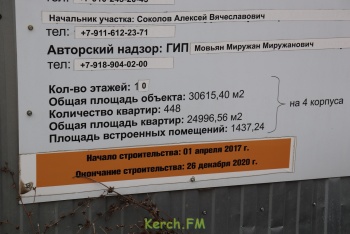 Начальник участка: Соколов Алексей Вячеславович
тел: +7-911-612-23-71
Авторский надзор: ГИП Мовьян Миружан Миружанович
тел: +7-918-904-02-00
Кол-во этажей: 10
Общая площадь объекта: 30615,40 м2
Количество квартир: 448
Общая площадь квартир: 24996,56 м2
Площадь встроенных помещений: 1437,24
на 4 корпуса
Начало строительства: 01 апреля 2017 г.
Окончание строительства: 26 декабря 2020 г.
Kerch.FM